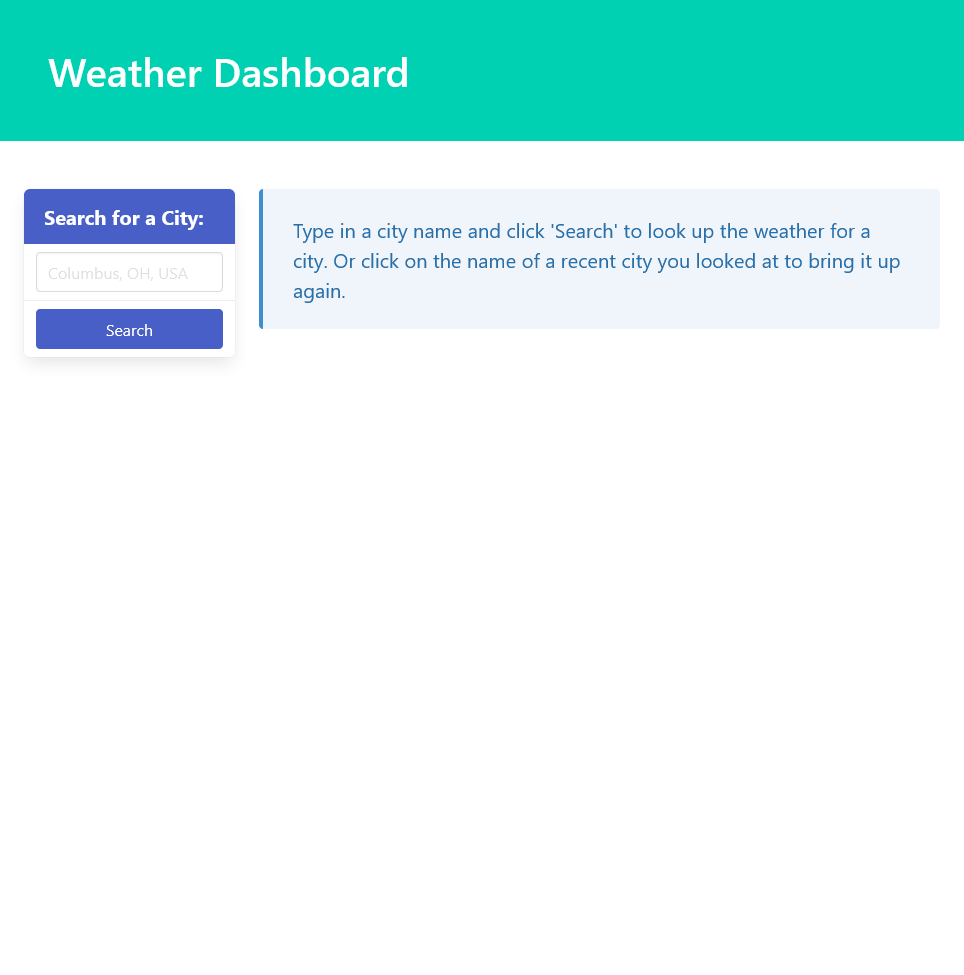 Weather Dashboard
Search for a City:
Columbus, OH, USA
Search
Type in a city name and click 'Search' to look up the weather for a
city. Or click on the name of a recent city you looked at to bring it up
again.